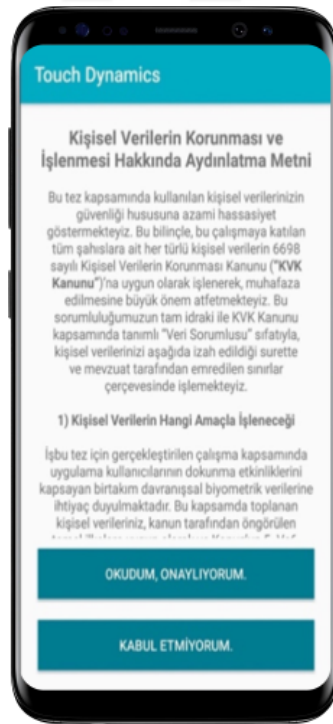 Touch Dynamics
Kişisel Verilerin Korunması ve
İşlenmesi Hakkında Aydınlatma Metni
Bu tez kapsamında kullanılan kişisel verilerinizin
güvenliği hususuna azami hassasiyet
göstermekteyiz. Bu bilinçle, bu çalışmaya katılan
tüm şahıslara ait her türlü kişisel verilerin 6698
sayılı Kişisel Verilerin Korunması Kanunu ("KVK
Kanunu")'na uygun olarak işlenerek, muhafaza
edilmesine büyük önem atfetmekteyiz. Bu
sorumluluğumuzun tam idraki ile KVK Kanunu
kapsamında tanımlı "Veri Sorumlusu" sıfatıyla,
kişisel verilerinizi aşağıda izah edildiği surette
ve mevzuat tarafından emredilen sınırlar
çerçevesinde işlemekteyiz.
1) Kişisel Verilerin Hangi Amaçla İşleneceği
İşbu tez için gerçekleştirilen çalışma kapsamında
uygulama kullanıcılarının dokunma etkinliklerini
kapsayan birtakım davranışsal biyometrik verilerine
ihtiyaç duyulmaktadır. Bu kapsamda toplanan
kişisel verileriniz, kanun tarafından öngörülen
OKUDUM, ONAYLIYORUM.
KABUL ETMİYORUM.